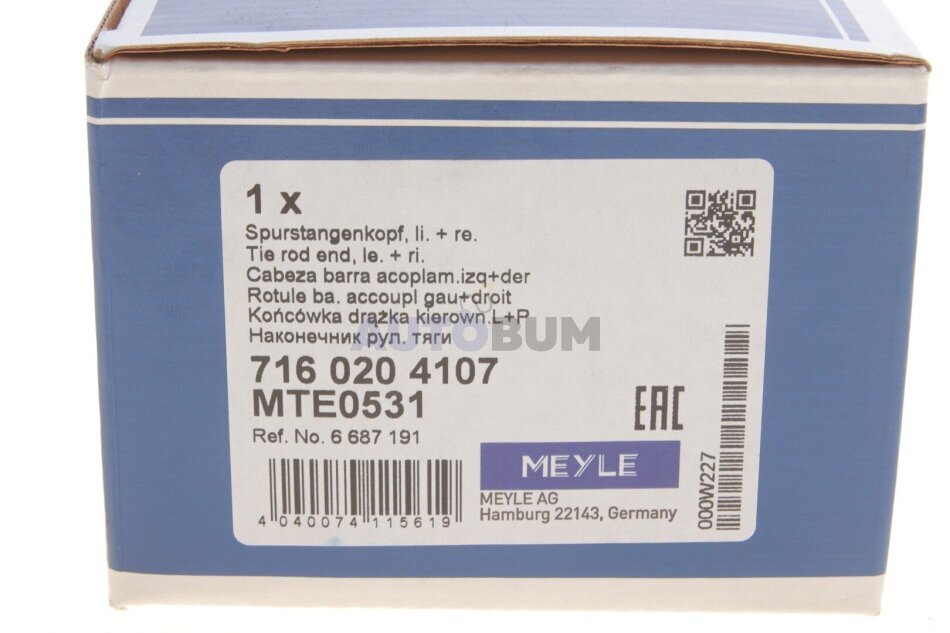 1 x
Spurstangenkopf, li. + re.
Tie rod end, le. + ri.
Cabeza barra acoplam.izq+der
Rotule ba. accoupl gau+droit
Końcówka drążka kierown.L+P
Наконечник рул. тяги
AUTOBUM
716 020 4107
MTE0531
Ref. No. 6 687 191
EAC
MEYLE
MEYLE AG
Hamburg 22143, Germany
4 040074 115619
000W227